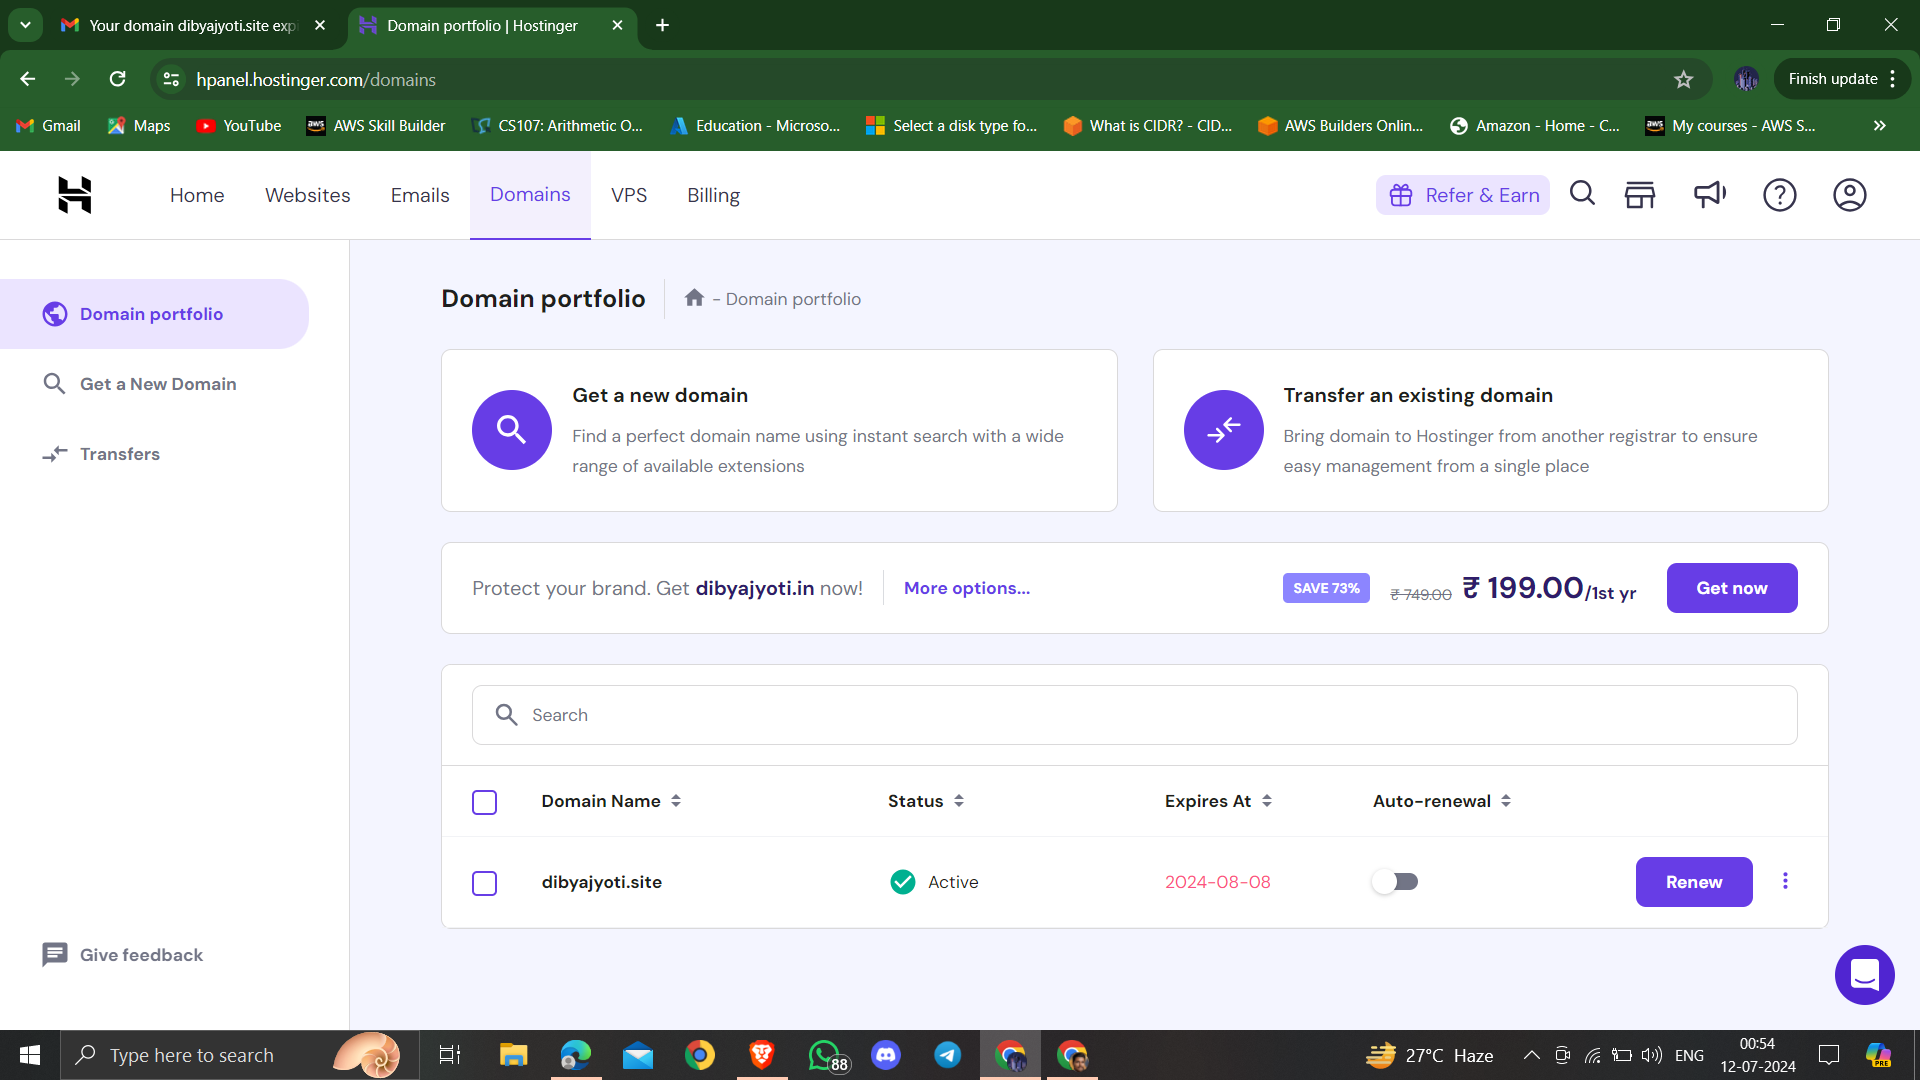 Your domain dibyajyoti.site exp
Domain portfolio | Hostinger
hpanel.hostinger.com/domains
Finish update
Gmail
Maps
YouTube
aws
AWS Skill Builder
CS107: Arithmetic O...
Education - Microso...
Select a disk type fo...
What is CIDR? - CID...
AWS Builders Onlin...
Amazon - Home - C...
aws
My courses - AWS S...
Home
Websites
Emails
Domains
VPS
Billing
Refer & Earn
Domain portfolio
Get a New Domain
Transfers
Give feedback
Domain portfolio
- Domain portfolio
Get a new domain
Find a perfect domain name using instant search with a wide
range of available extensions
Transfer an existing domain
Bring domain to Hostinger from another registrar to ensure
easy management from a single place
Protect your brand. Get dibyajyoti.in now!
More options...
SAVE 73%
₹ 749.00
₹ 199.00/1st yr
Get now
Search
Domain Name
Status
Expires At
Auto-renewal
dibyajyoti.site
Active
2024-08-08
Renew
Type here to search
88
27°C Haze
ENG
00:54
12-07-2024
PRE